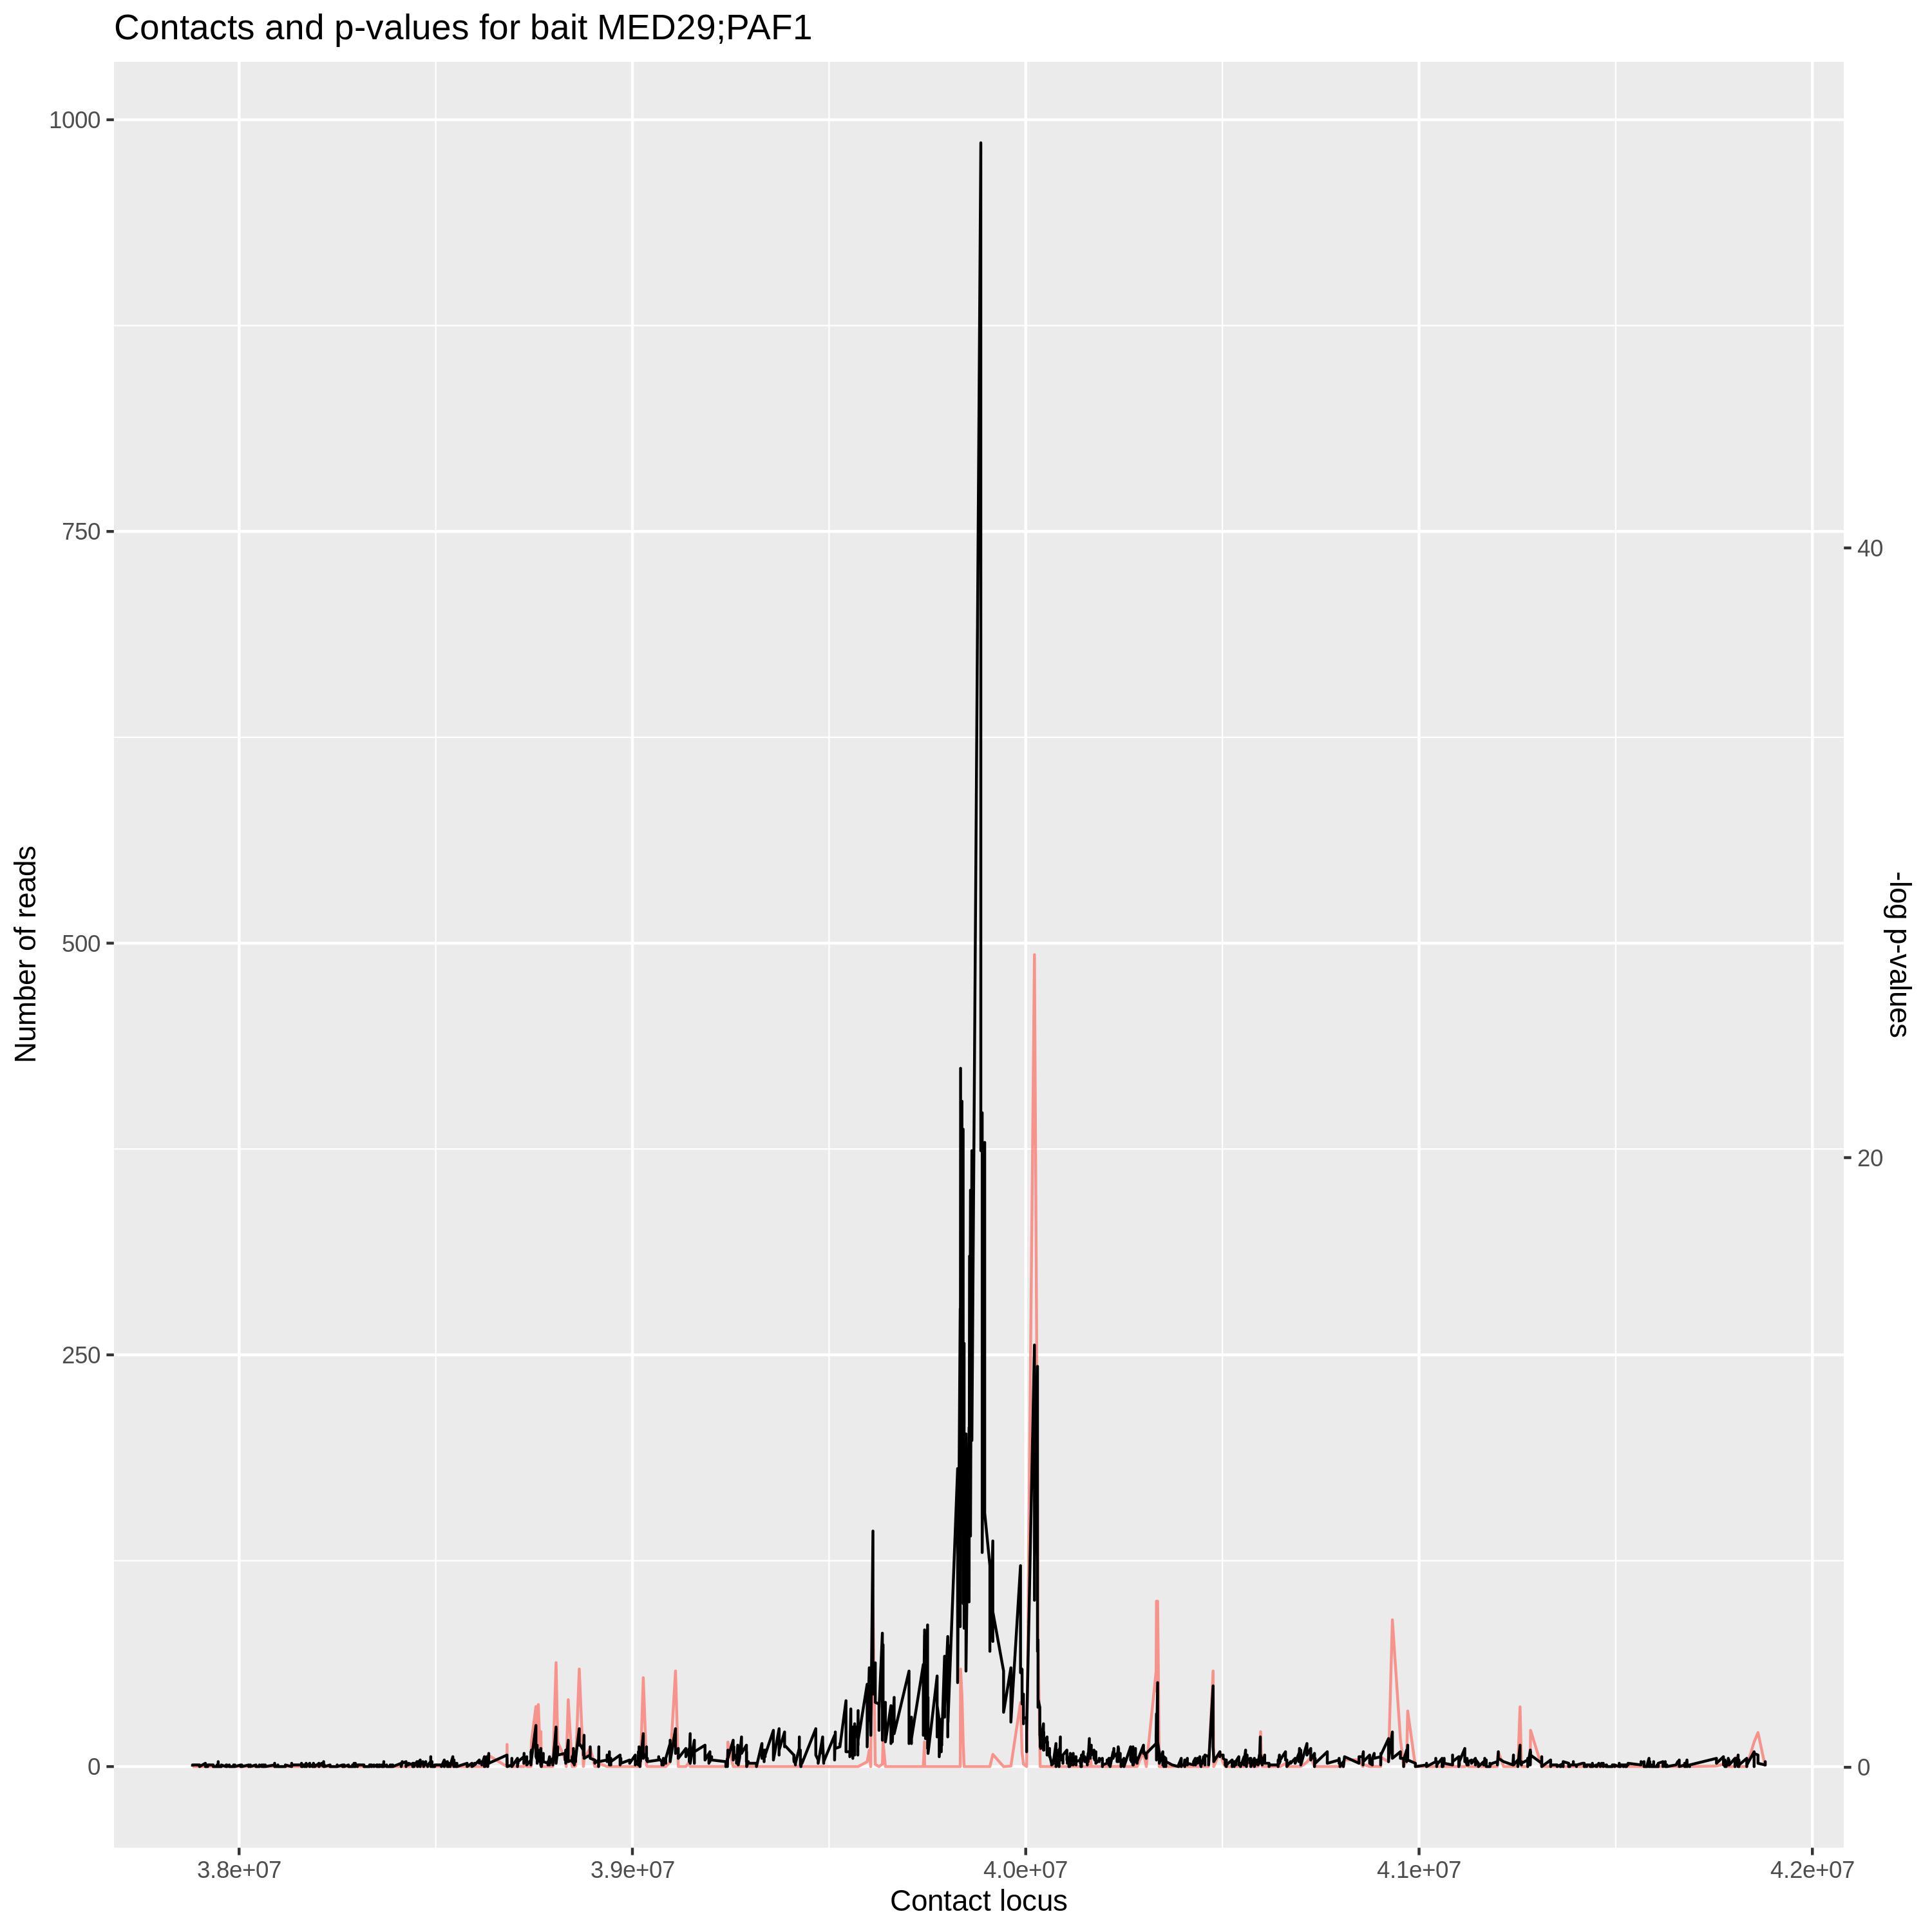 Contacts and p-values for bait MED29;PAF1
1000
750
500
250
0
Number of reads
40
20
0
-log p-values
3.8e+07
3.9e+07
4.0e+07
4.1e+07
4.2e+07
Contact locus